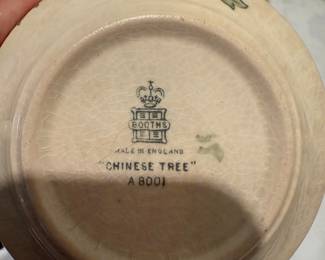 BOOTHS
MADE IN ENGLAND
"CHINESE TREE"
A 8001